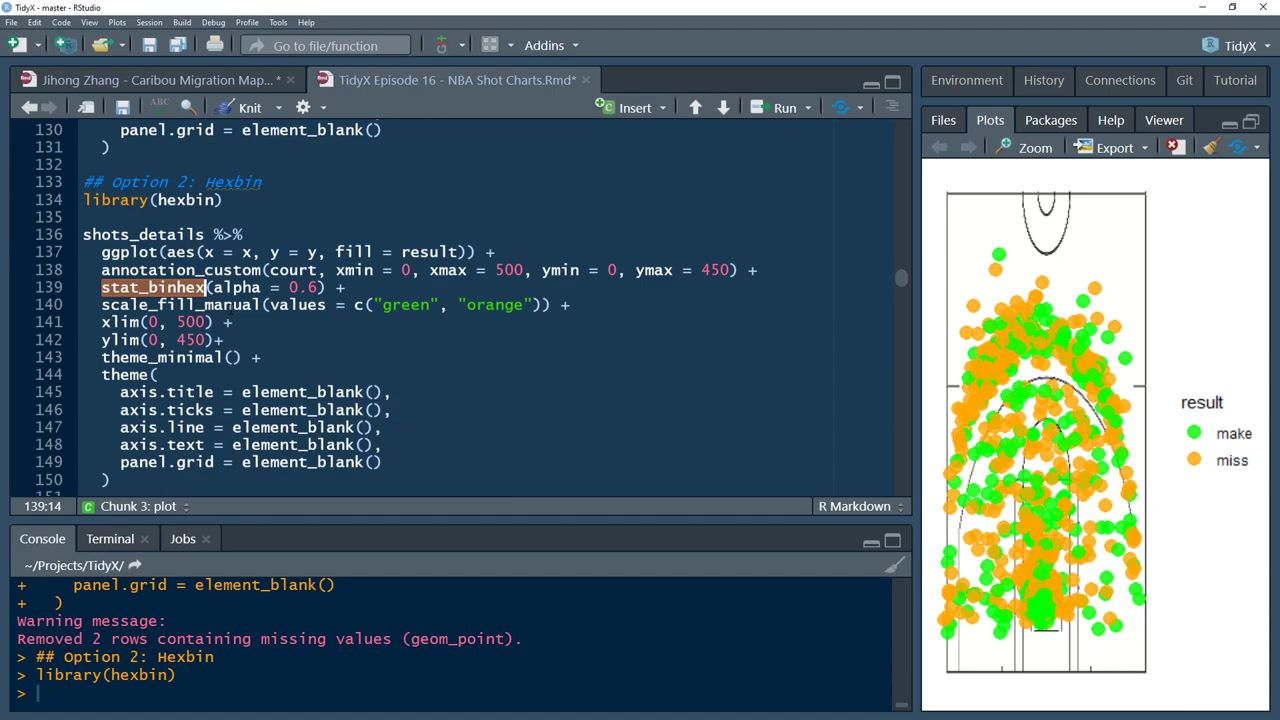 TidyX - master - RStudio
File Edit Code View Plots Session Build Debug Profile Tools Help
Go to file/function Addins TidyX
Jihong Zhang - Caribou Migration Map...* TidyX Episode 16 - NBA Shot Charts.Rmd*
ABC Knit Insert Run
130 panel.grid = element_blank()
131 )
132
133 ## Option 2: Hexbin
134 library(hexbin)
135
136 shots_details %>%
137 ggplot(aes(x = x, y = y, fill = result)) +
138 annotation_custom(court, xmin = 0, xmax = 500, ymin = 0, ymax = 450) +
139 stat_binhex(alpha = 0.6) +
140 scale_fill_manual(values = c("green", "orange")) +
141 xlim(0, 500) +
142 ylim(0, 450)+
143 theme_minimal() +
144 theme(
145 axis.title = element_blank(),
146 axis.ticks = element_blank(),
147 axis.line = element_blank(),
148 axis.text = element_blank(),
149 panel.grid = element_blank()
150 )
139:14 Chunk 3: plot R Markdown
Console Terminal Jobs
~/Projects/TidyX/
+ panel.grid = element_blank()
+ )
Warning message:
Removed 2 rows containing missing values (geom_point).
> ## Option 2: Hexbin
> library(hexbin)
>
Environment History Connections Git Tutorial
Files Plots Packages Help Viewer
Zoom Export
result
make
miss